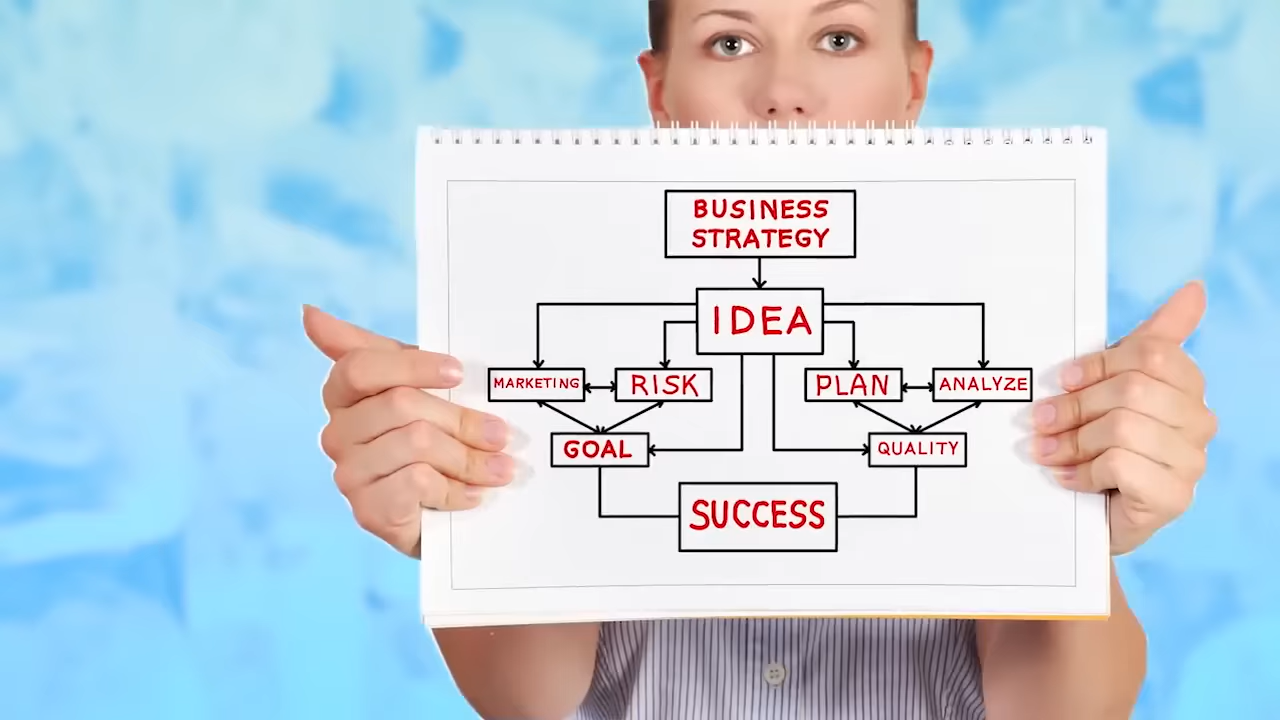 BUSINESS
STRATEGY
IDEA
MARKETING
RISK
PLAN
ANALYZE
GOAL
QUALITY
SUCCESS